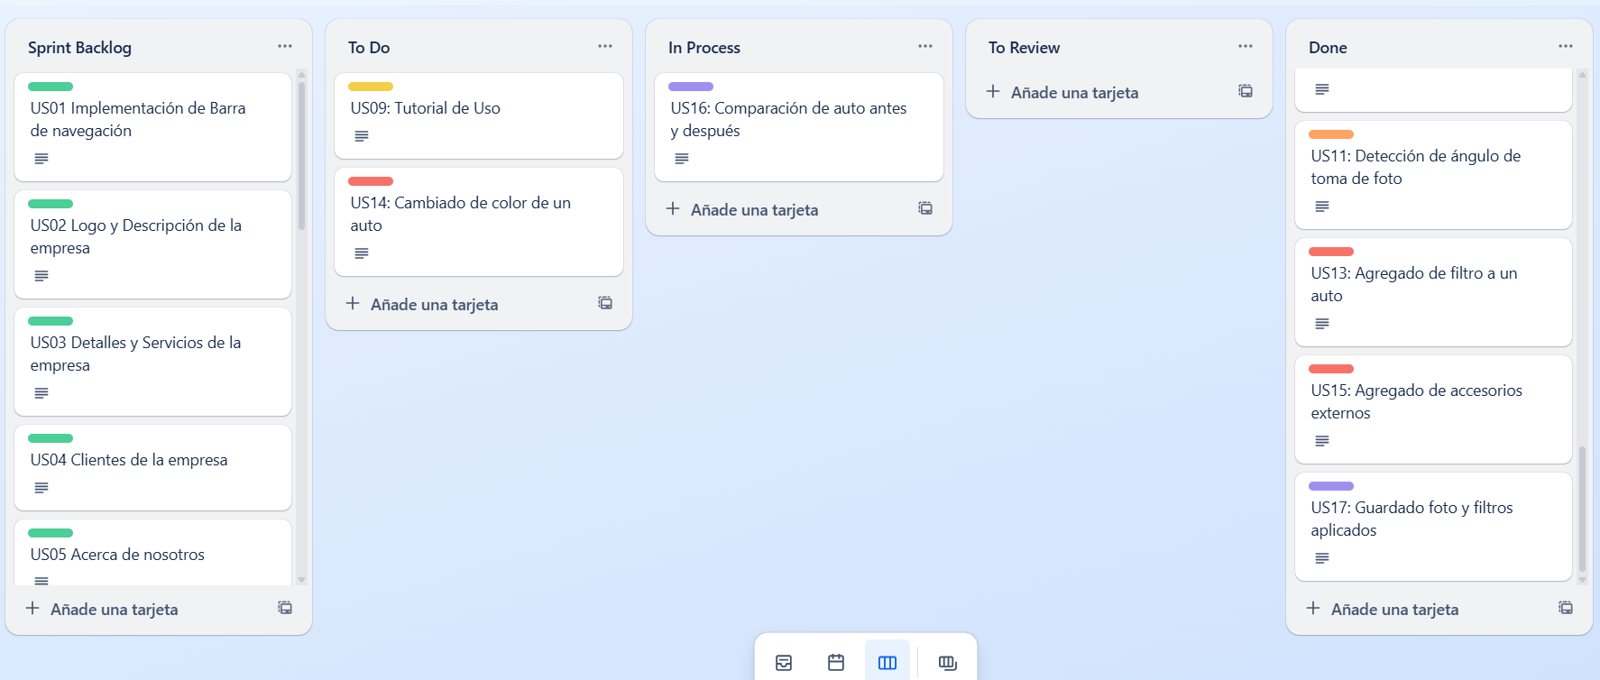 Sprint Backlog
US01 Implementación de Barra
de navegación
US02 Logo y Descripción de la
empresa
US03 Detalles y Servicios de la
empresa
US04 Clientes de la empresa
US05 Acerca de nosotros
Añade una tarjeta
To Do
US09: Tutorial de Uso
US14: Cambiado de color de un
auto
Añade una tarjeta
In Process
US16: Comparación de auto antes
y después
Añade una tarjeta
To Review
Añade una tarjeta
Done
US11: Detección de ángulo de
toma de foto
US13: Agregado de filtro a un
auto
US15: Agregado de accesorios
externos
US17: Guardado foto y filtros
aplicados
Añade una tarjeta